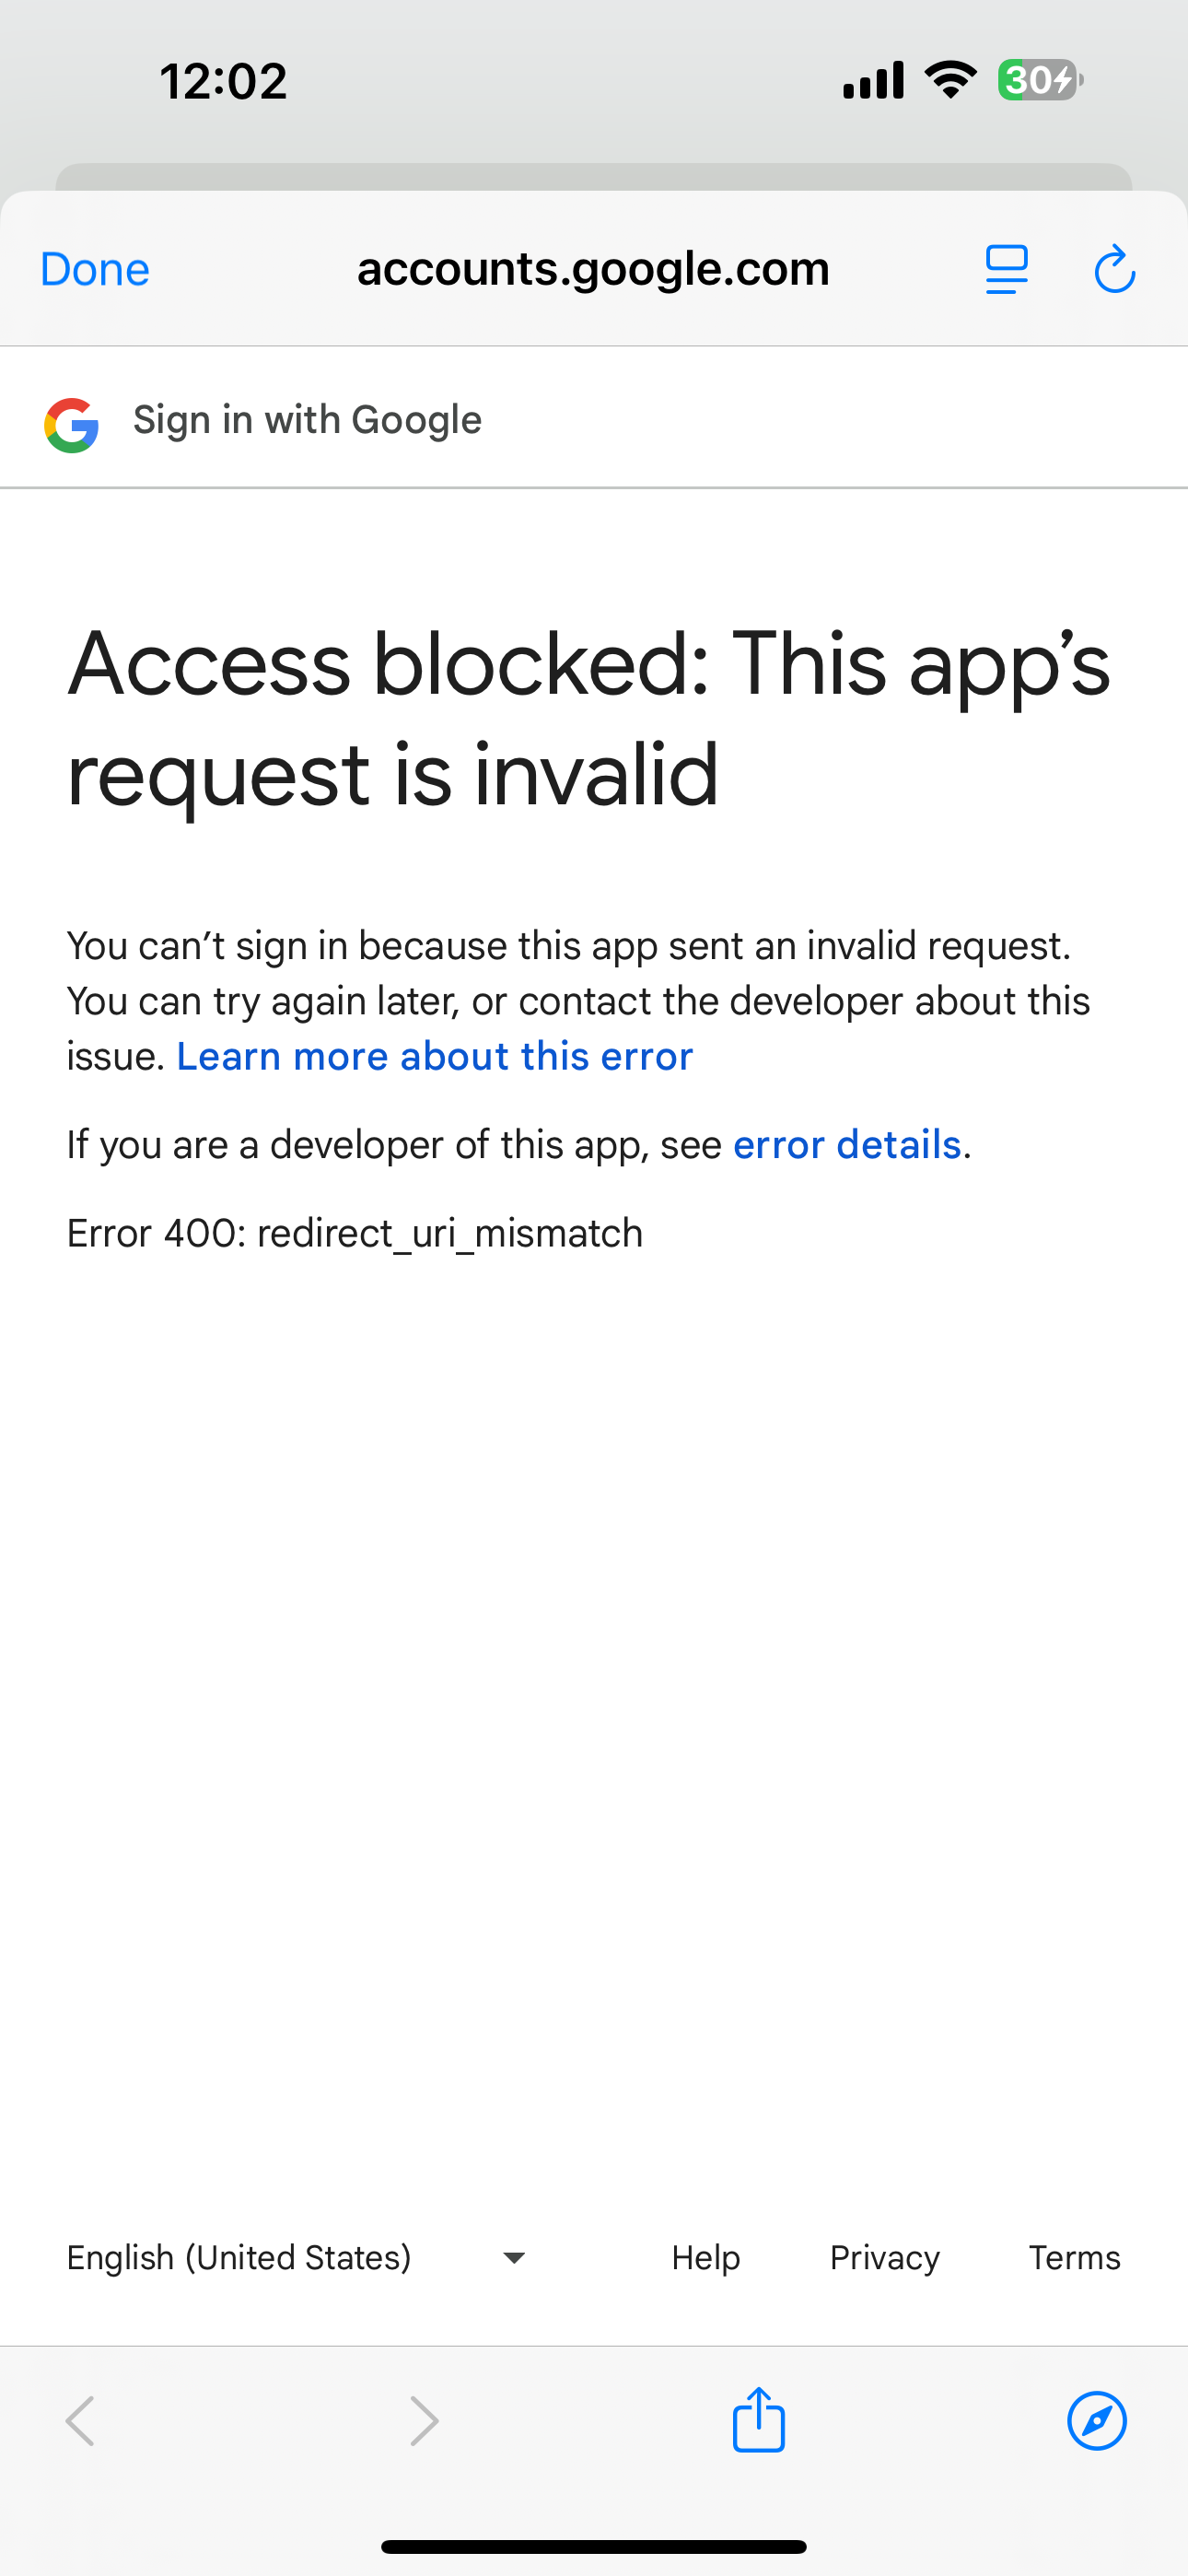 12:02
30
Done
accounts.google.com
Sign in with Google
Access blocked: This app’s
request is invalid
You can’t sign in because this app sent an invalid request.
You can try again later, or contact the developer about this
issue. Learn more about this error
If you are a developer of this app, see error details.
Error 400: redirect_uri_mismatch
English (United States)
Help
Privacy
Terms